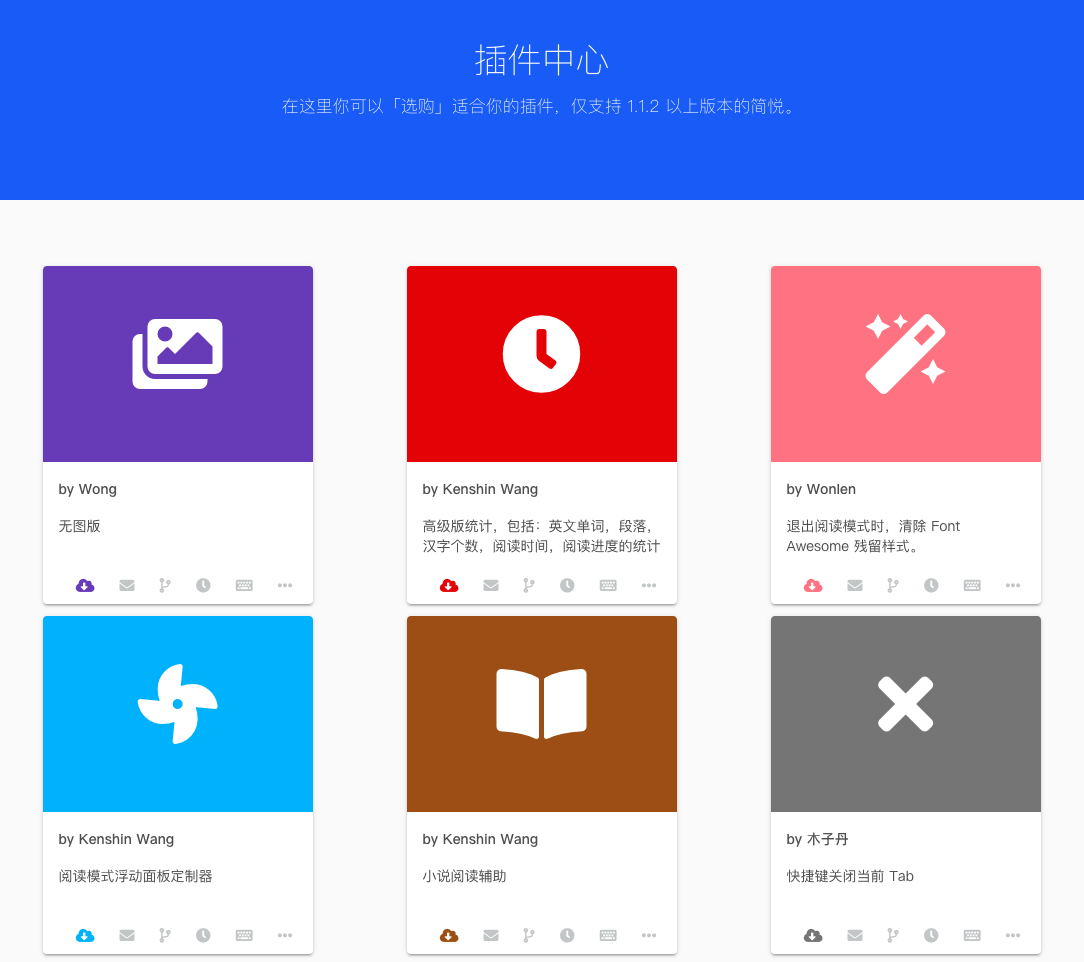 插件中心
在这里你可以「选购」适合你的插件，仅支持 1.1.2 以上版本的简悦。
by Wong
无图版
by Kenshin Wang
高级版统计，包括：英文单词，段落，
汉字个数，阅读时间，阅读进度的统计
by Wonlen
退出阅读模式时，清除 Font
Awesome 残留样式。
by Kenshin Wang
阅读模式浮动面板定制器
by Kenshin Wang
小说阅读辅助
by 木子丹
快捷键关闭当前 Tab